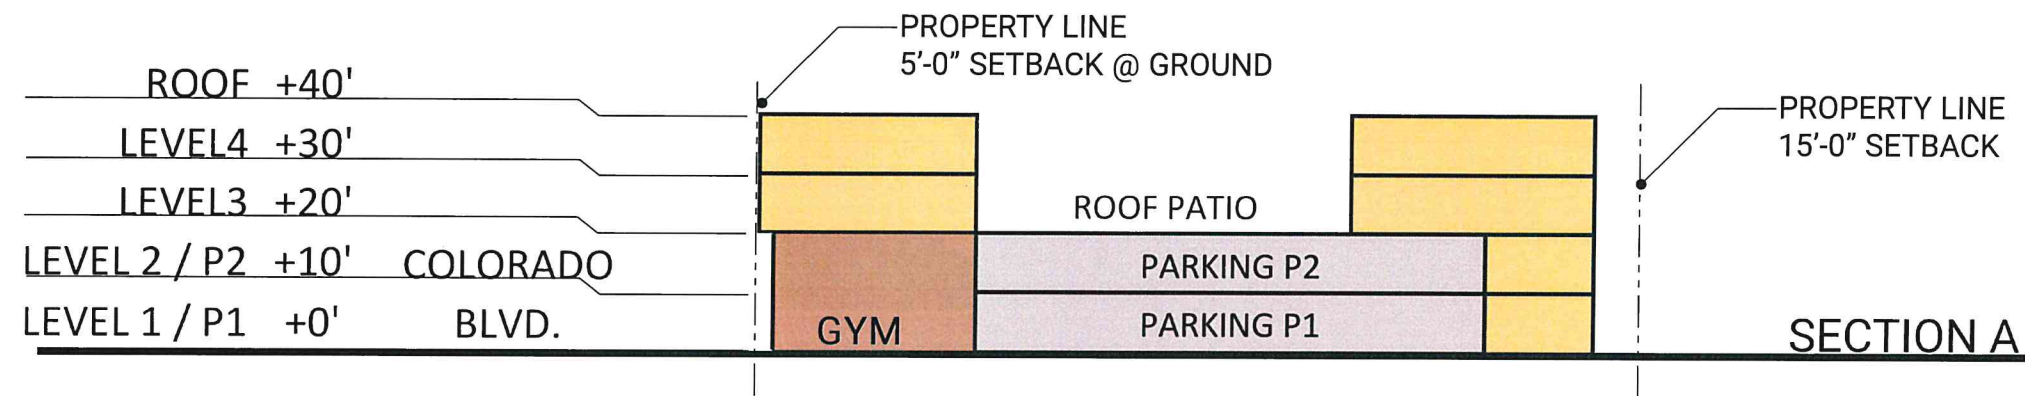 PROPERTY LINE
5’-0” SETBACK @ GROUND
ROOF +40'
PROPERTY LINE
15’-0” SETBACK
LEVEL4 +30'
LEVEL3 +20'
ROOF PATIO
LEVEL 2 / P2 +10' COLORADO
PARKING P2
LEVEL 1 / P1 +0' BLVD.
GYM
PARKING P1
SECTION A